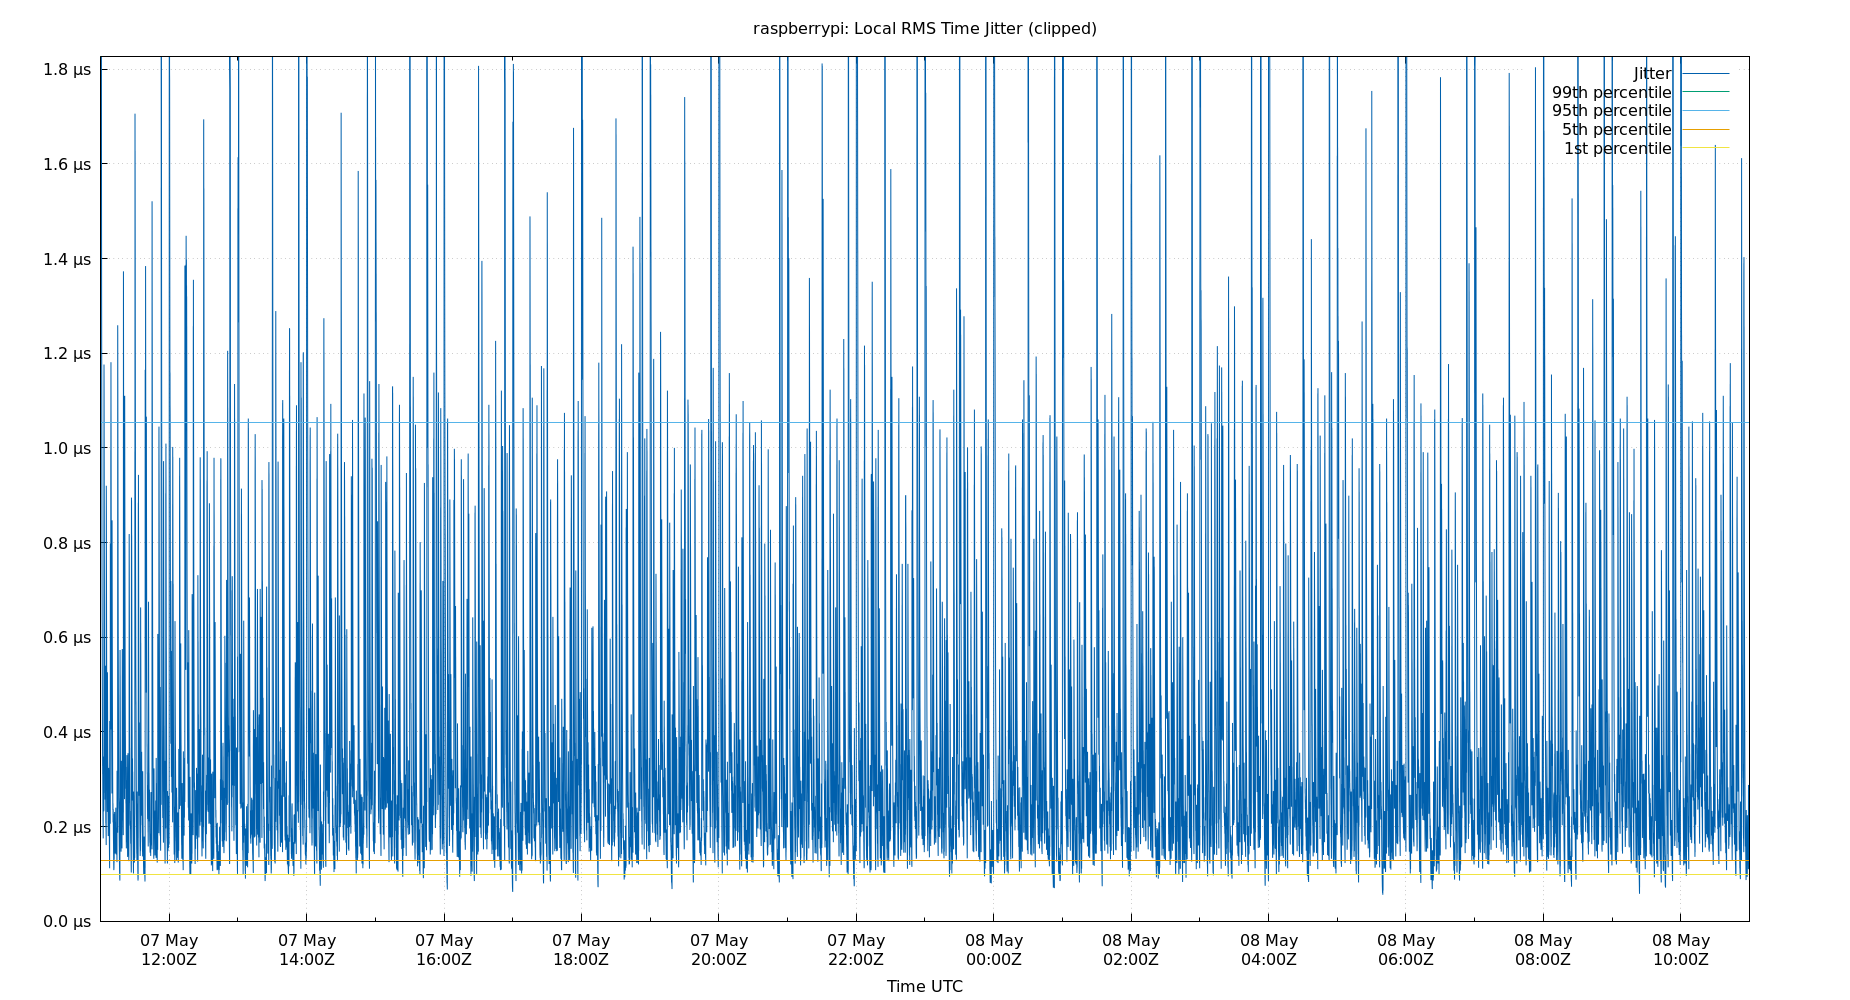 raspberrypi: Local RMS Time Jitter (clipped)
1.8 µs
1.6 µs
1.4 µs
1.2 µs
1.0 µs
0.8 µs
0.6 µs
0.4 µs
0.2 µs
0.0 µs
Jitter
99th percentile
95th percentile
5th percentile
1st percentile
07 May 07 May 07 May 07 May 07 May 07 May 08 May 08 May 08 May 08 May 08 May 08 May
12:00Z 14:00Z 16:00Z 18:00Z 20:00Z 22:00Z 00:00Z 02:00Z 04:00Z 06:00Z 08:00Z 10:00Z
Time UTC